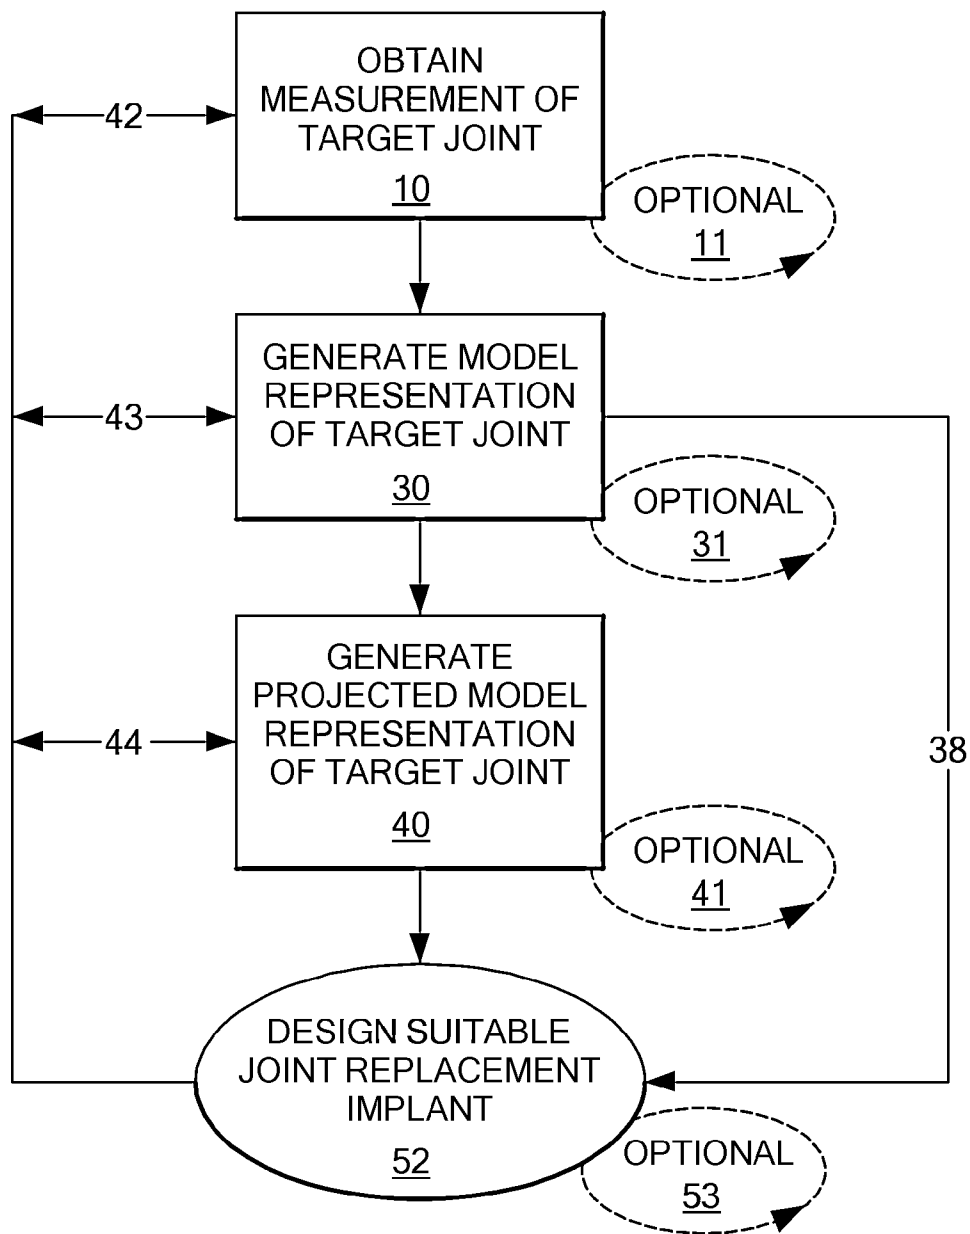 OBTAIN
MEASUREMENT OF
TARGET JOINT
10
42
OPTIONAL
11
GENERATE MODEL
REPRESENTATION
OF TARGET JOINT
30
43
OPTIONAL
31
GENERATE
PROJECTED MODEL
REPRESENTATION
OF TARGET JOINT
40
44
38
OPTIONAL
41
DESIGN SUITABLE
JOINT REPLACEMENT
IMPLANT
52
OPTIONAL
53